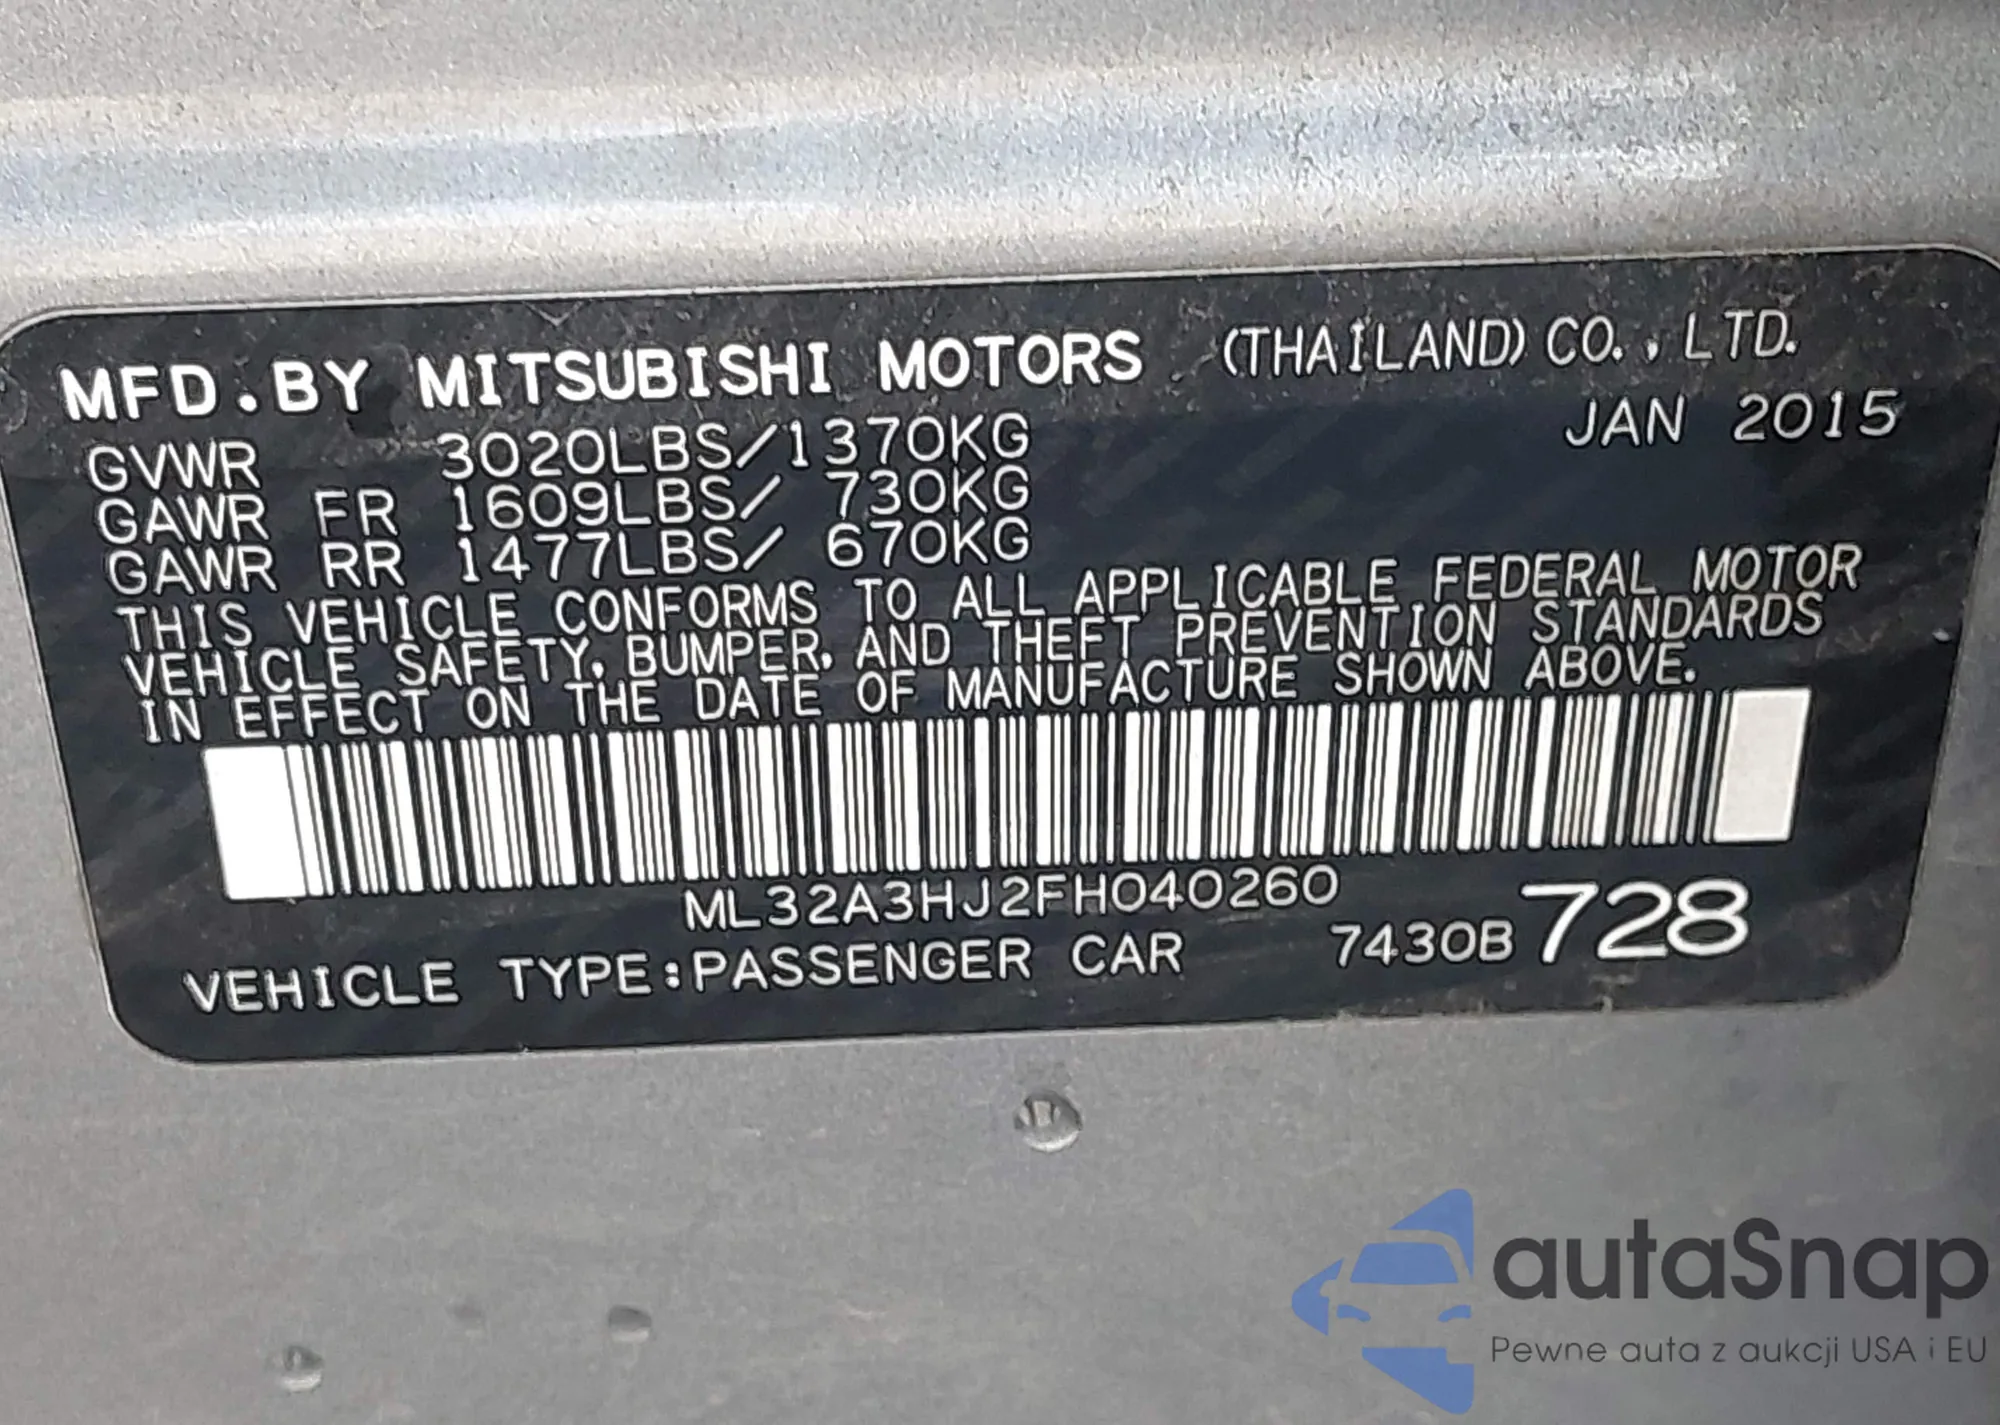 MFD.BY MITSUBISHI MOTORS (THAILAND) CO., LTD.
JAN 2015
GVWR 3020LBS/1370KG
GAWR FR 1609LBS/ 730KG
GAWR RR 1477LBS/ 670KG
THIS VEHICLE CONFORMS TO ALL APPLICABLE FEDERAL MOTOR
VEHICLE SAFETY, BUMPER, AND THEFT PREVENTION STANDARDS
IN EFFECT ON THE DATE OF MANUFACTURE SHOWN ABOVE.
ML32A3HJ2FH040260
VEHICLE TYPE:PASSENGER CAR 7430B 728
autaSnap
Pewne auta z aukcji USA i EU